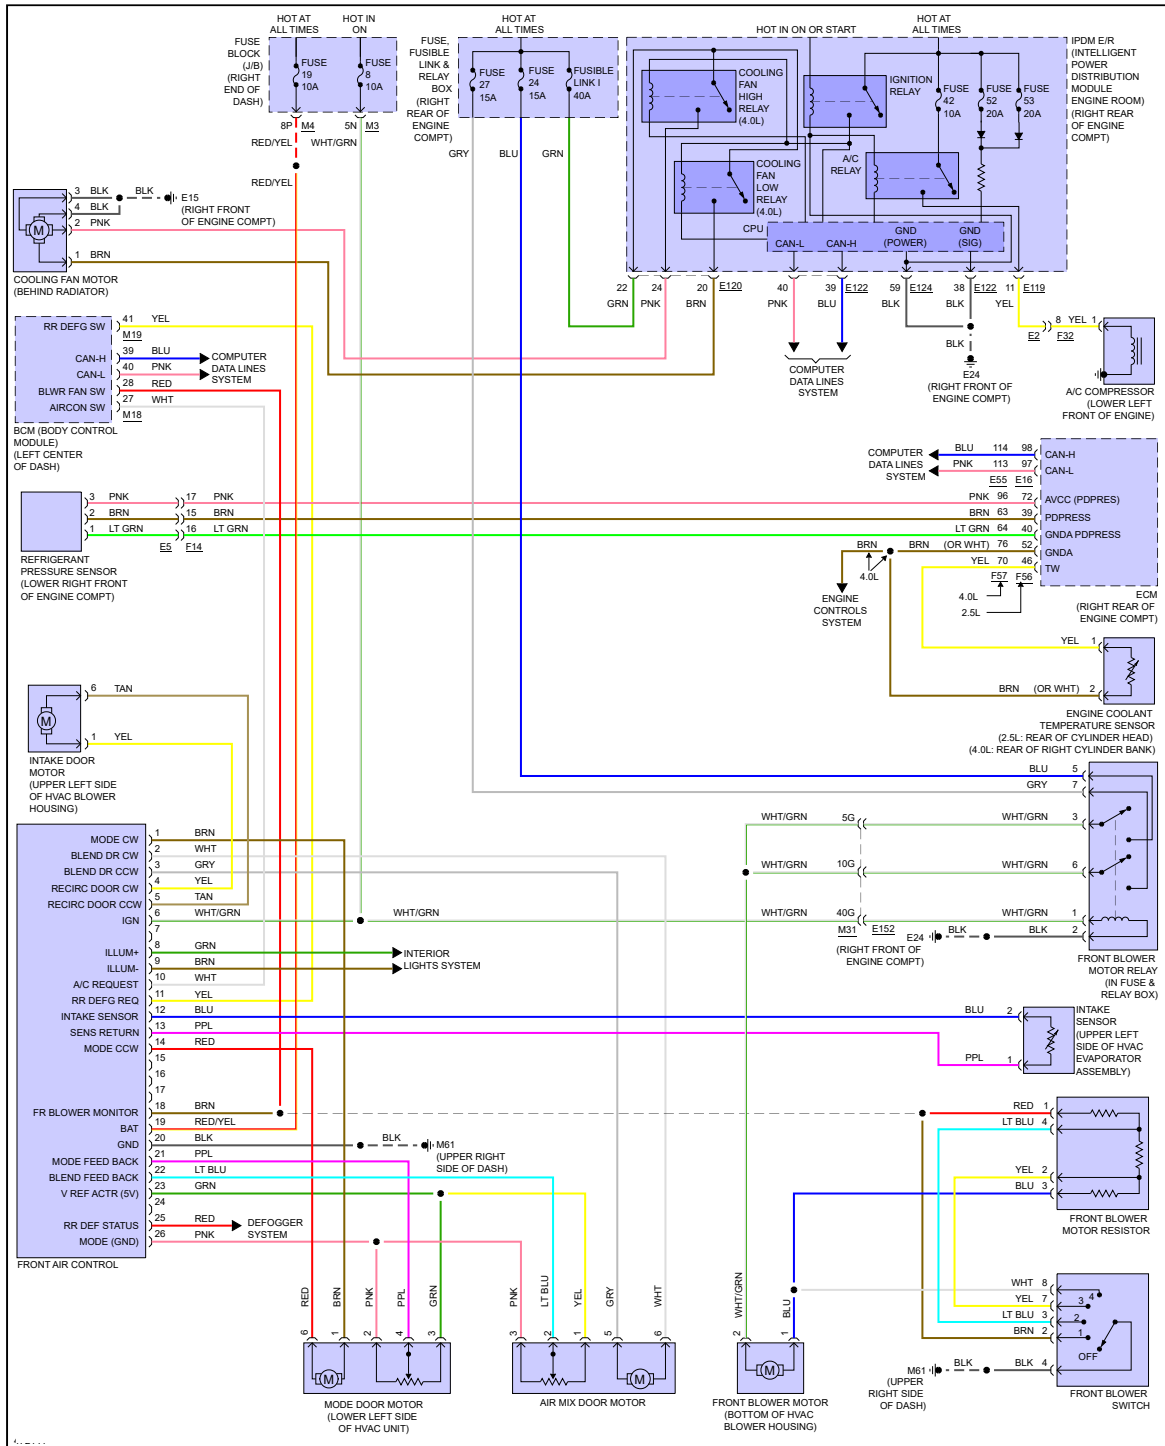 HOT AT
ALL TIMES
HOT IN
ON
HOT AT
ALL TIMES
HOT IN ON OR START
HOT AT
ALL TIMES
FUSE
BLOCK
(J/B)
(RIGHT
END OF
DASH)
FUSE
19
10A
FUSE
8
10A
8P
M4
5N
M3
RED/YEL
WHT/GRN
RED/YEL
FUSE,
FUSIBLE
LINK &
RELAY
BOX
(RIGHT
REAR OF
ENGINE
COMPT)
FUSE
27
15A
FUSE
24
15A
FUSIBLE
LINK I
40A
GRY
BLU
GRN
COOLING
FAN
HIGH
RELAY
(4.0L)
IGNITION
RELAY
FUSE
42
10A
FUSE
52
20A
FUSE
53
20A
IPDM E/R
(INTELLIGENT
POWER
DISTRIBUTION
MODULE
ENGINE ROOM)
(RIGHT REAR
OF ENGINE
COMPT)
COOLING
FAN
LOW
RELAY
(4.0L)
A/C
RELAY
CPU
CAN-L
CAN-H
GND
(POWER)
GND
(SIG)
22
24
20
E120
40
39
E122
59
E124
38
E122
11
E119
GRN
PNK
BRN
PNK
BLU
BLK
BLK
YEL
3 BLK
BLK
E15
4 BLK
(RIGHT FRONT
OF ENGINE COMPT)
2 PNK
M
1 BRN
COOLING FAN MOTOR
(BEHIND RADIATOR)
8 YEL 1
E2
F32
BLK
E24
(RIGHT FRONT OF
ENGINE COMPT)
COMPUTER
DATA LINES
SYSTEM
A/C COMPRESSOR
(LOWER LEFT
FRONT OF ENGINE)
RR DEFG SW
41 YEL
M19
CAN-H
39 BLU
CAN-L
40 PNK
COMPUTER
DATA LINES
SYSTEM
BLWR FAN SW
28 RED
AIRCON SW
27 WHT
M18
BCM (BODY CONTROL
MODULE)
(LEFT CENTER
OF DASH)
COMPUTER
DATA LINES
SYSTEM
BLU 114 98
CAN-H
PNK 113 97
CAN-L
E55 E16
PNK 96 72
AVCC (PDPRES)
BRN 63 39
PDPRESS
LT GRN 64 40
GNDA PDPRESS
BRN
BRN (OR WHT) 76 52
GNDA
YEL 70 46
TW
4.0L
F57 F56
4.0L
2.5L
ECM
(RIGHT REAR OF
ENGINE COMPT)
ENGINE
CONTROLS
SYSTEM
3 PNK 17 PNK
2 BRN 15 BRN
1 LT GRN 16 LT GRN
E5 F14
REFRIGERANT
PRESSURE SENSOR
(LOWER RIGHT FRONT
OF ENGINE COMPT)
YEL 1
BRN (OR WHT) 2
ENGINE COOLANT
TEMPERATURE SENSOR
(2.5L: REAR OF CYLINDER HEAD)
(4.0L: REAR OF RIGHT CYLINDER BANK)
6 TAN
M
1 YEL
INTAKE DOOR
MOTOR
(UPPER LEFT SIDE
OF HVAC BLOWER
HOUSING)
BLU 5
GRY 7
WHT/GRN 5G WHT/GRN 3
WHT/GRN 10G WHT/GRN 6
WHT/GRN 40G WHT/GRN 1
M31 E152
E24 BLK BLK 2
(RIGHT FRONT OF
ENGINE COMPT)
FRONT BLOWER
MOTOR RELAY
(IN FUSE &
RELAY BOX)
MODE CW 1 BRN
BLEND DR CW 2 WHT
BLEND DR CCW 3 GRY
RECIRC DOOR CW 4 YEL
RECIRC DOOR CCW 5 TAN
IGN 6 WHT/GRN
WHT/GRN
7
ILLUM+ 8 GRN
ILLUM- 9 BRN
INTERIOR
LIGHTS SYSTEM
A/C REQUEST 10 WHT
RR DEFG REQ 11 YEL
INTAKE SENSOR 12 BLU
SENS RETURN 13 PPL
MODE CCW 14 RED
15
16
17
FR BLOWER MONITOR 18 BRN
BAT 19 RED/YEL
GND 20 BLK
BLK M61
(UPPER RIGHT
SIDE OF DASH)
MODE FEED BACK 21 PPL
BLEND FEED BACK 22 LT BLU
V REF ACTR (5V) 23 GRN
24
RR DEF STATUS 25 RED
DEFOGGER
SYSTEM
MODE (GND) 26 PNK
FRONT AIR CONTROL
BLU 2
PPL 1
INTAKE
SENSOR
(UPPER LEFT
SIDE OF HVAC
EVAPORATOR
ASSEMBLY)
RED 1
LT BLU 4
YEL 2
BLU 3
FRONT BLOWER
MOTOR RESISTOR
WHT 8
YEL 7
LT BLU 3
BRN 2
4
3
2
1
OFF
M61 BLK BLK 4
(UPPER
RIGHT SIDE
OF DASH)
FRONT BLOWER
SWITCH
RED
BRN
PNK
PPL
GRN
6
1
2
4
3
M
MODE DOOR MOTOR
(LOWER LEFT SIDE
OF HVAC UNIT)
PNK
LT BLU
YEL
GRY
WHT
3
2
1
5
6
M
AIR MIX DOOR MOTOR
WHT/GRN
BLU
2
1
M
FRONT BLOWER MOTOR
(BOTTOM OF HVAC
BLOWER HOUSING)